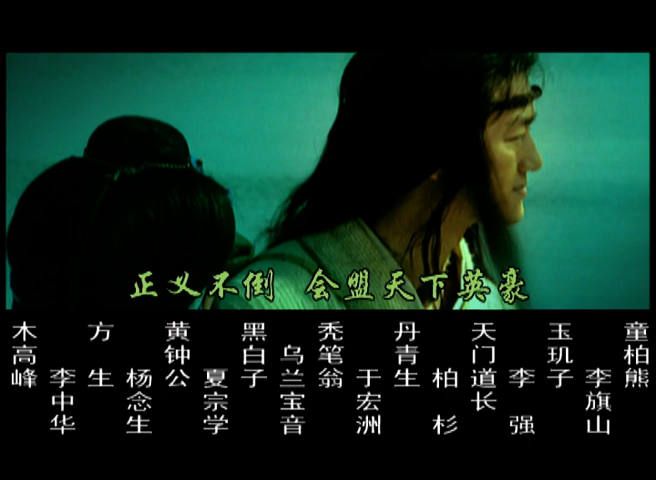 正义不倒 会盟天下英豪
木高峰
李中华
方生
杨念生
黄钟公
夏宗学
黑白子
乌兰宝音
秃笔翁
于宏洲
丹青生
柏杉
天门道长
李强
玉玑子
李旗山
童柏熊